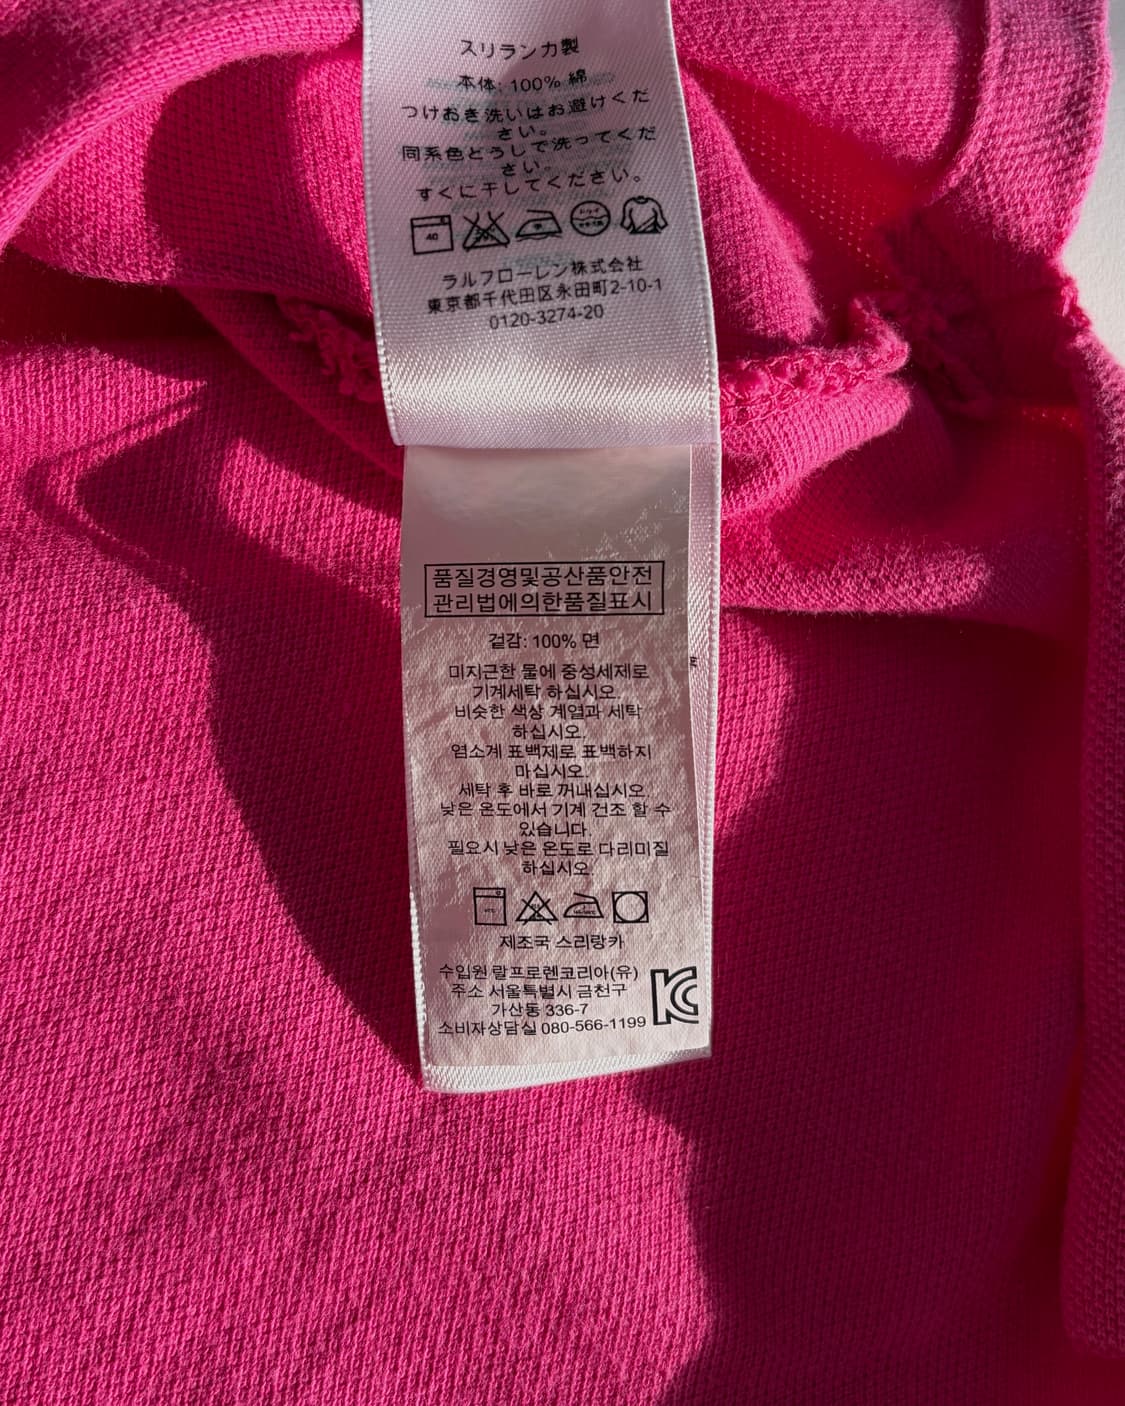 スリランカ製
本体: 100% 綿
つけおき洗いはお避けくだ
さい。
同系色どうしで洗ってくだ
さい。
すぐに干してください。
40
ラルフローレン株式会社
東京都千代田区永田町2-10-1
0120-3274-20
품질경영및공산품안전
관리법에의한품질표시
겉감: 100% 면
미지근한 물에 중성세제로
기계세탁 하십시오.
비슷한 색상 계열과 세탁
하십시오.
염소계 표백제로 표백하지
마십시오.
세탁 후 바로 꺼내십시오.
낮은 온도에서 기계 건조 할 수
있습니다.
필요시 낮은 온도로 다리미질
하십시오.
제조국 스리랑카
수입원 랄프로렌코리아(유)
주소 서울특별시 금천구
가산동 336-7
소비자상담실 080-566-1199
KC